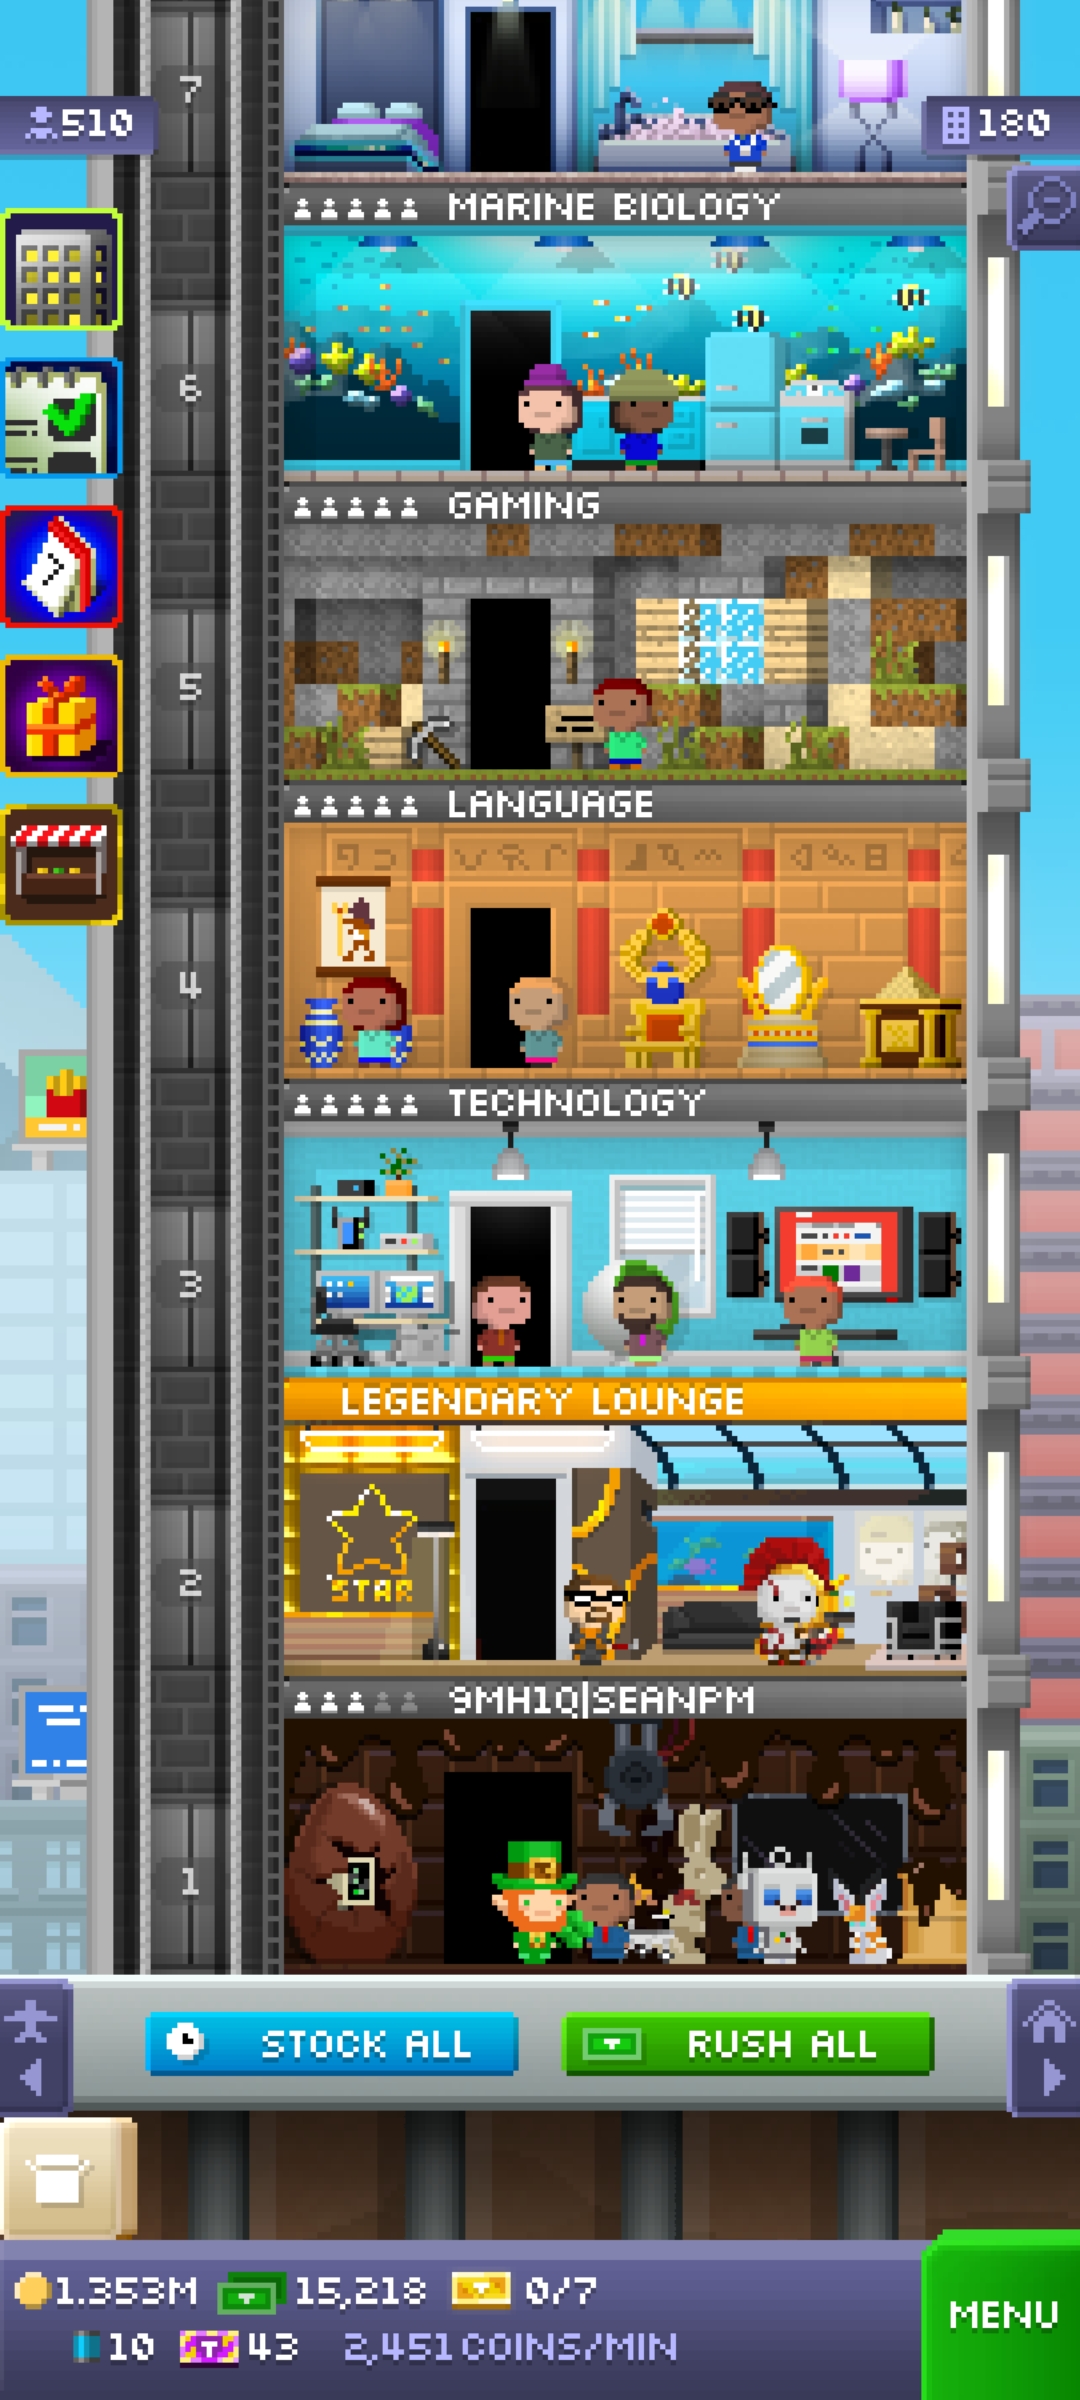 7
510
180
MARINE BIOLOGY
6
GAMING
5
LANGUAGE
4
TECHNOLOGY
3
LEGENDARY LOUNGE
STAR
2
9MH1Q|SEANPM
1
STOCK ALL
RUSH ALL
1.353M
15,218
0/7
MENU
10
43
2,451 COINS/MIN